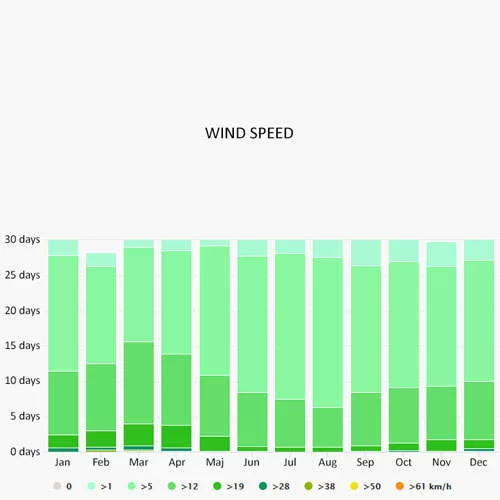 WIND SPEED
30 days
25 days
20 days
15 days
10 days
5 days
0 days
Jan Feb Mar Apr Maj Jun Jul Aug Sep Oct Nov Dec
0 >1 >5 >12 >19 >28 >38 >50 >61 km/h